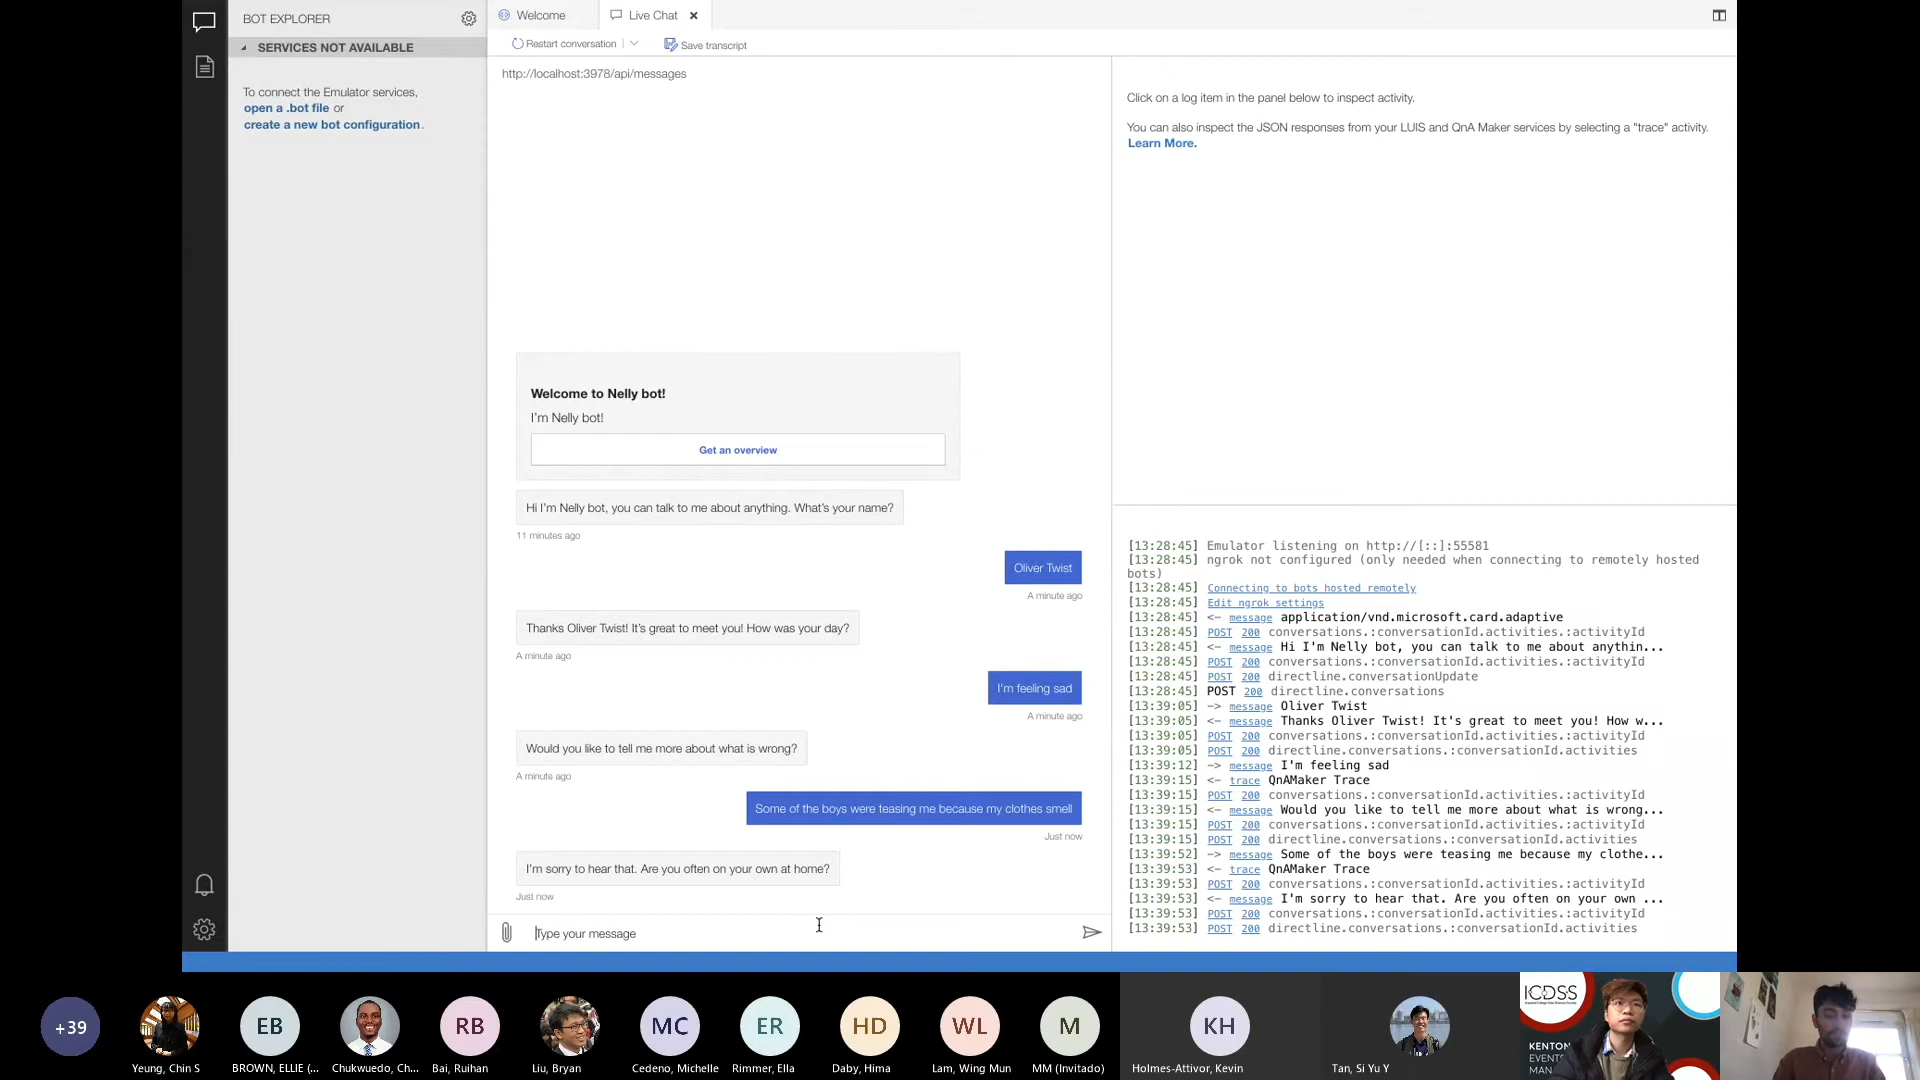 BOT EXPLORER
SERVICES NOT AVAILABLE
To connect the Emulator services,
open a .bot file or
create a new bot configuration.
Welcome
Live Chat
Restart conversation
Save transcript
http://localhost:3978/api/messages
Welcome to Nelly bot!
I'm Nelly bot!
Get an overview
Hi I'm Nelly bot, you can talk to me about anything. What's your name?
11 minutes ago
Oliver Twist
A minute ago
Thanks Oliver Twist! It's great to meet you! How was your day?
A minute ago
I'm feeling sad
A minute ago
Would you like to tell me more about what is wrong?
A minute ago
Some of the boys were teasing me because my clothes smell
Just now
I'm sorry to hear that. Are you often on your own at home?
Just now
Type your message
Click on a log item in the panel below to inspect activity.
You can also inspect the JSON responses from your LUIS and QnA Maker services by selecting a "trace" activity.
Learn More.
[13:28:45] Emulator listening on http://[::]:55581
[13:28:45] ngrok not configured (only needed when connecting to remotely hosted
bots)
[13:28:45] Connecting to bots hosted remotely
[13:28:45] Edit ngrok settings
[13:28:45] <- message application/vnd.microsoft.card.adaptive
[13:28:45] POST 200 conversations.:conversationId.activities.:activityId
[13:28:45] <- message Hi I'm Nelly bot, you can talk to me about anythin...
[13:28:45] POST 200 conversations.:conversationId.activities.:activityId
[13:28:45] POST 200 directline.conversationUpdate
[13:28:45] POST 200 directline.conversations
[13:39:05] -> message Oliver Twist
[13:39:05] <- message Thanks Oliver Twist! It's great to meet you! How w...
[13:39:05] POST 200 conversations.:conversationId.activities.:activityId
[13:39:05] POST 200 directline.conversations.:conversationId.activities
[13:39:12] -> message I'm feeling sad
[13:39:15] <- trace QnAMaker Trace
[13:39:15] POST 200 conversations.:conversationId.activities.:activityId
[13:39:15] <- message Would you like to tell me more about what is wrong...
[13:39:15] POST 200 conversations.:conversationId.activities.:activityId
[13:39:15] POST 200 directline.conversations.:conversationId.activities
[13:39:52] -> message Some of the boys were teasing me because my clothe...
[13:39:53] <- trace QnAMaker Trace
[13:39:53] POST 200 conversations.:conversationId.activities.:activityId
[13:39:53] <- message I'm sorry to hear that. Are you often on your own ...
[13:39:53] POST 200 conversations.:conversationId.activities.:activityId
[13:39:53] POST 200 directline.conversations.:conversationId.activities
+39
Yeung, Chin S
EB
BROWN, ELLIE (...
Chukwuedo, Ch...
RB
Bai, Ruihan
Liu, Bryan
MC
Cedeno, Michelle
ER
Rimmer, Ella
HD
Daby, Hima
WL
Lam, Wing Mun
M
MM (Invitado)
KH
Holmes-Attivor, Kevin
Tan, Si Yu Y
ICDSS
KENTON
EVENTS
MAN